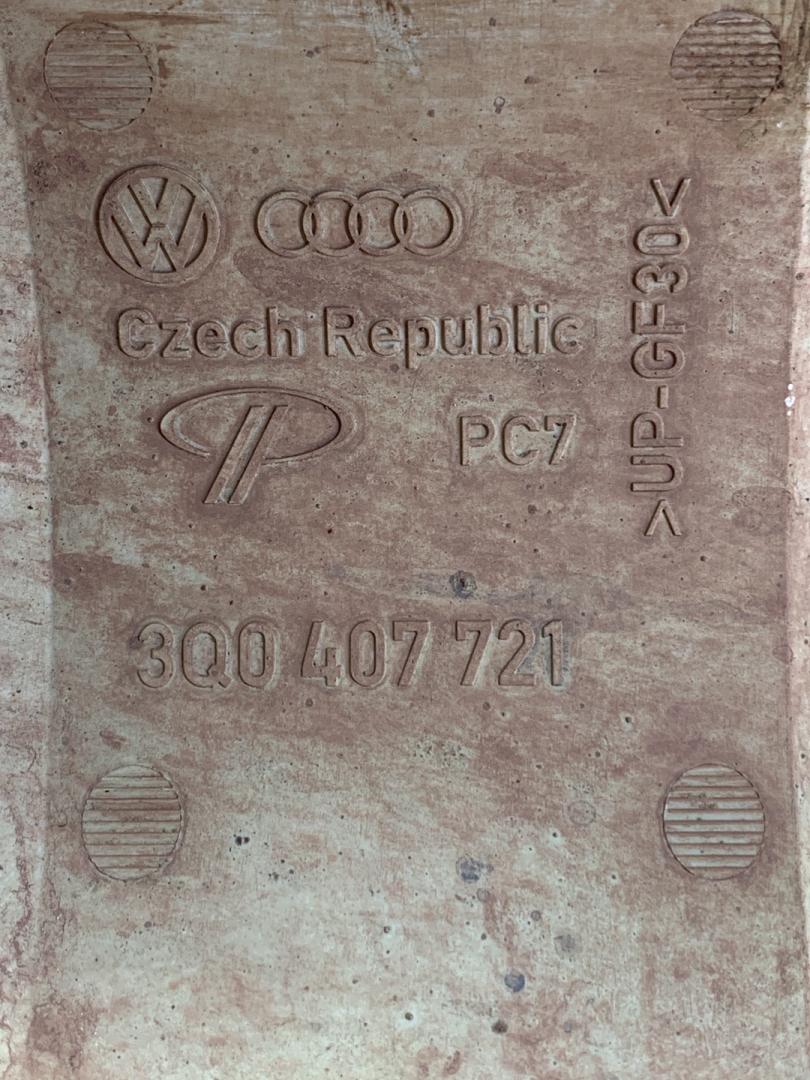 Czech Republic
PC7
>UP-GF30<
3Q0 407 721